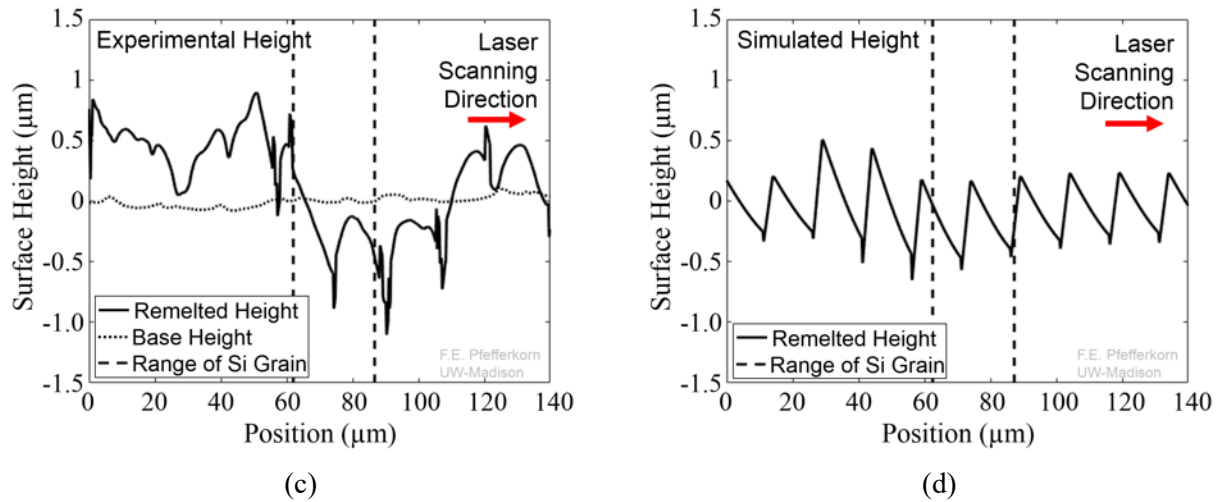 1.5
1
0.5
0
-0.5
-1.0
-1.5
Surface Height (µm)
Experimental Height
Laser
Scanning
Direction
Remelted Height
Base Height
Range of Si Grain
F.E. Pfefferkorn
UW-Madison
0 20 40 60 80 100 120 140
Position (µm)
(c)
1.5
1
0.5
0
-0.5
-1.0
-1.5
Surface Height (µm)
Simulated Height
Laser
Scanning
Direction
Remelted Height
Range of Si Grain
F.E. Pfefferkorn
UW-Madison
0 20 40 60 80 100 120 140
Position (µm)
(d)